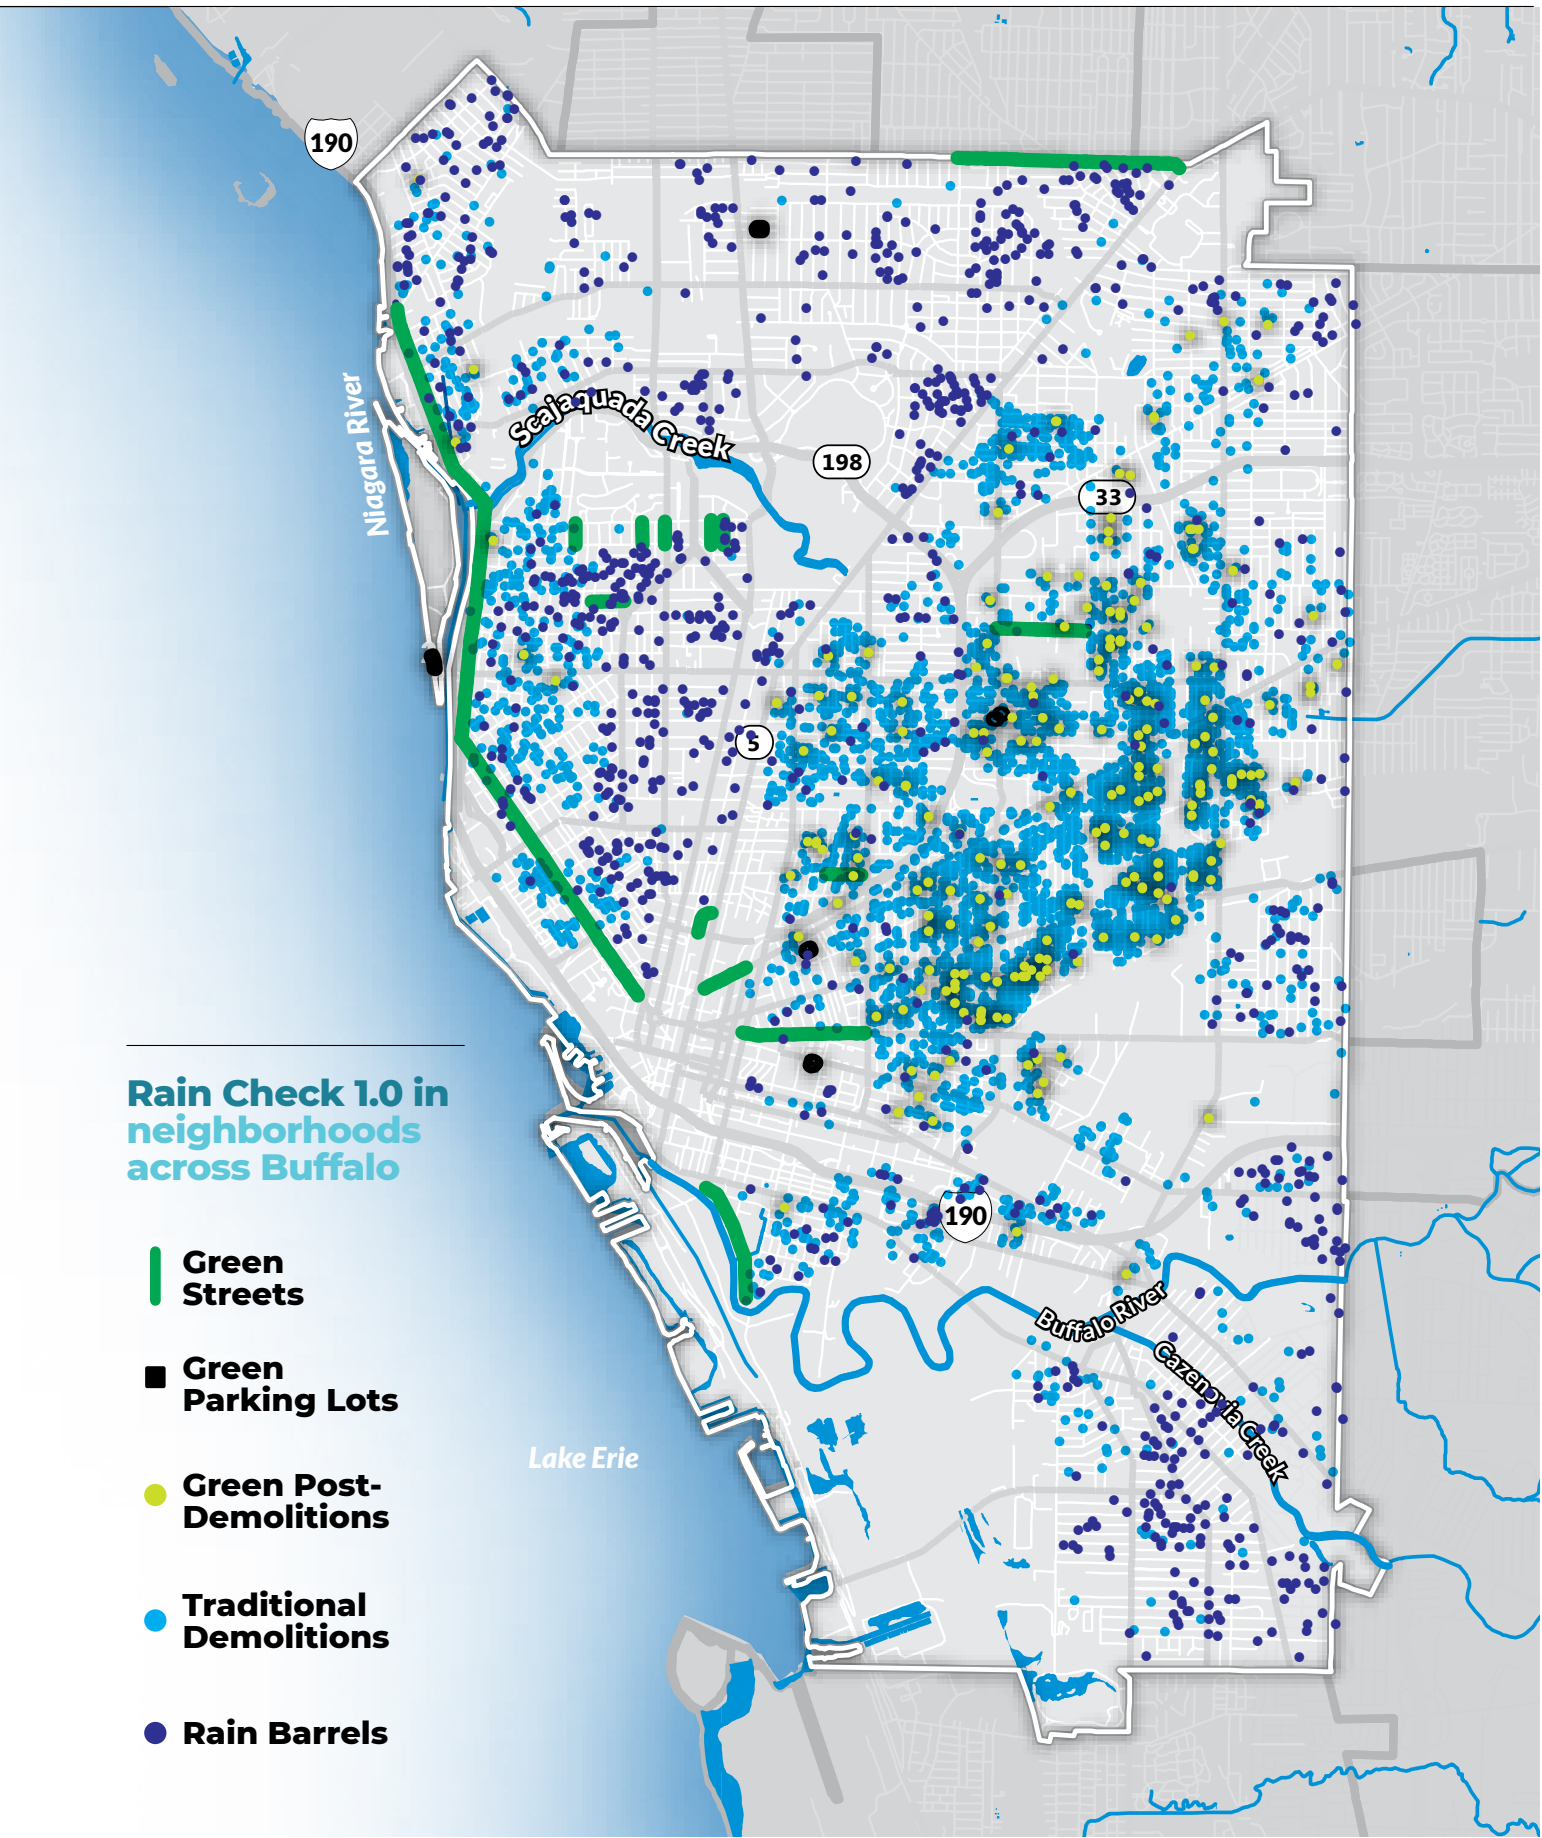 190
Niagara River
Scajaquada Creek
198
33
5
Rain Check 1.0 in
neighborhoods
across Buffalo
Green
Streets
Green
Parking Lots
Green Post-
Demolitions
Traditional
Demolitions
Rain Barrels
190
Buffalo River
Cazenovia Creek
Lake Erie